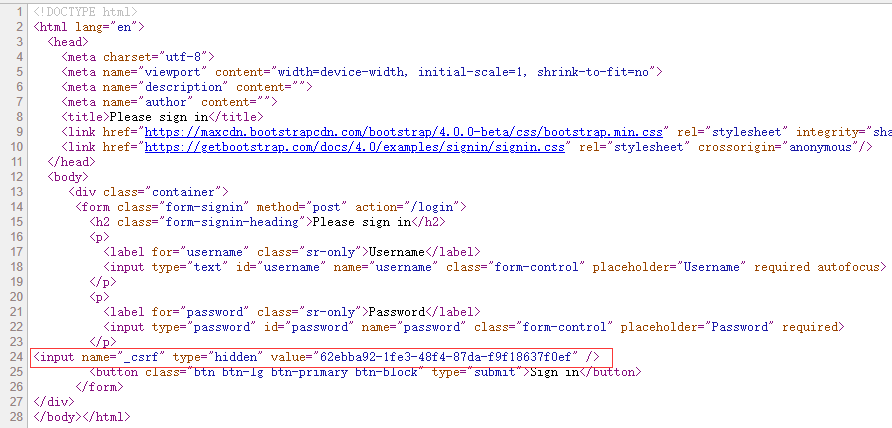 1 <!DOCTYPE html>
2 <html lang="en">
3 <head>
4 <meta charset="utf-8">
5 <meta name="viewport" content="width=device-width, initial-scale=1, shrink-to-fit=no">
6 <meta name="description" content="">
7 <meta name="author" content="">
8 <title>Please sign in</title>
9 <link href="https://maxcdn.bootstrapcdn.com/bootstrap/4.0.0-beta/css/bootstrap.min.css" rel="stylesheet" integrity="sha
10 <link href="https://getbootstrap.com/docs/4.0/examples/signin/signin.css" rel="stylesheet" crossorigin="anonymous"/>
11 </head>
12 <body>
13 <div class="container">
14 <form class="form-signin" method="post" action="/login">
15 <h2 class="form-signin-heading">Please sign in</h2>
16 <p>
17 <label for="username" class="sr-only">Username</label>
18 <input type="text" id="username" name="username" class="form-control" placeholder="Username" required autofocus>
19 </p>
20 <p>
21 <label for="password" class="sr-only">Password</label>
22 <input type="password" id="password" name="password" class="form-control" placeholder="Password" required>
23 </p>
24 <input name="_csrf" type="hidden" value="62ebba92-1fe3-48f4-87da-f9f18637f0ef" />
25 <button class="btn btn-lg btn-primary btn-block" type="submit">Sign in</button>
26 </form>
27 </div>
28 </body></html>